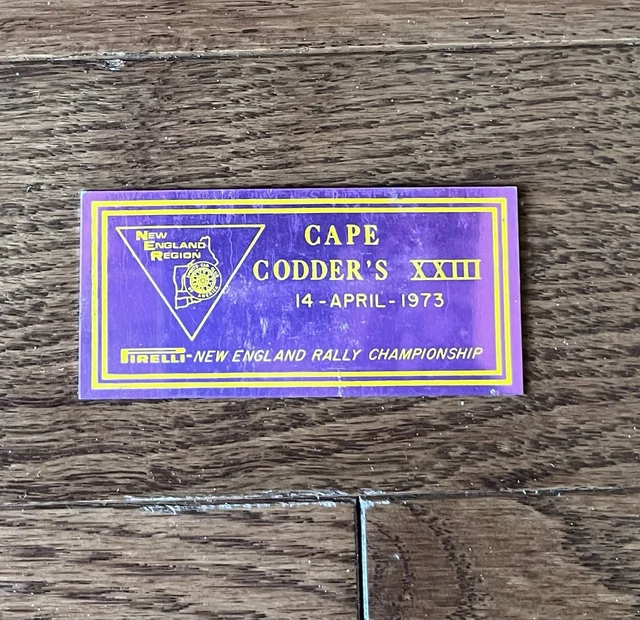 NEW
ENGLAND
REGION
CAPE
CODDER'S XXIII
14-APRIL-1973
PIRELLI-NEW ENGLAND RALLY CHAMPIONSHIP